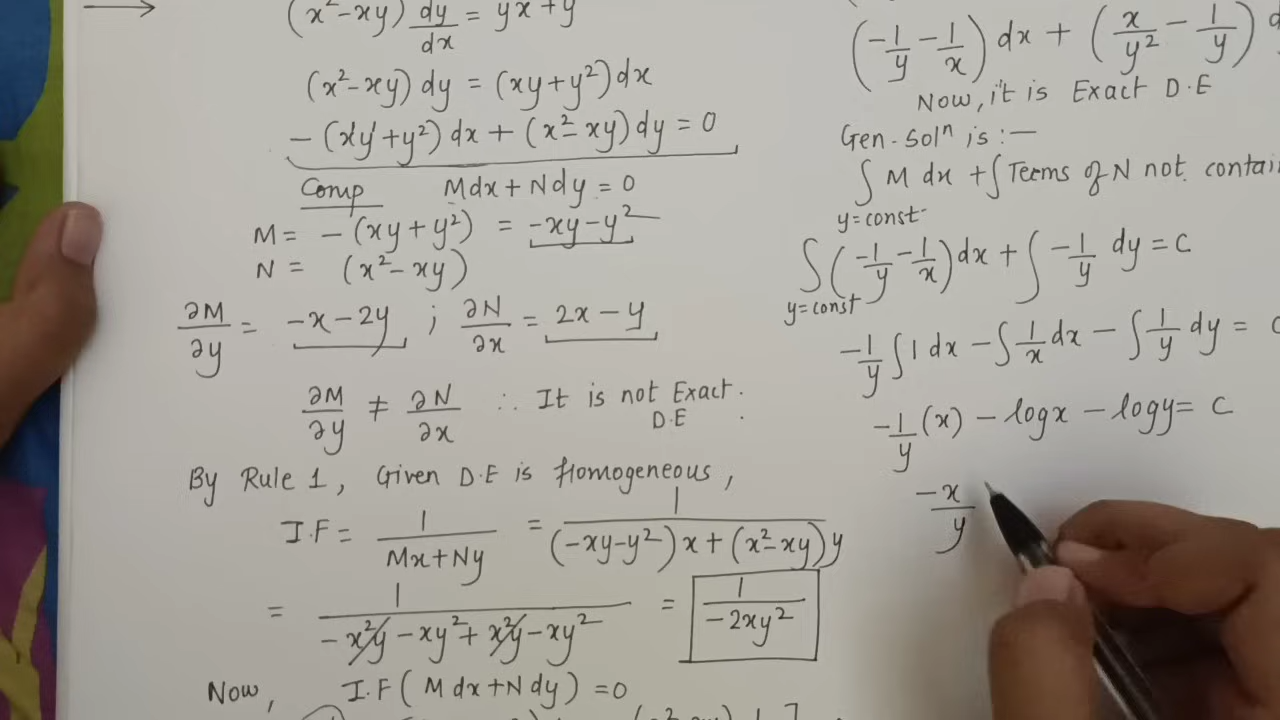 (x²-xy) dy/dx = yx+y
(x²-xy) dy = (xy+y²)dx
-(xy+y²) dx + (x²-xy)dy = 0
Comp Mdx+Ndy=0
M = -(xy+y²) = -xy-y²
N = (x²-xy)
∂M/∂y = -x-2y ; ∂N/∂x = 2x-y
∂M/∂y ≠ ∂N/∂x ∴ It is not Exact.
D.E
By Rule 1, Given D.E is Homogeneous,
I.F = 1/(Mx+Ny) = 1/((-xy-y²)x+(x²-xy)y)
= 1/(-x²y-xy²+x²y-xy²) = 1/(-2xy²)
Now, I.F(Mdx+Ndy)=0
(-1/y - 1/x) dx + (x/y² - 1/y)
Now, it is Exact D.E
Gen. Solⁿ is :-
∫ M dx + ∫ Terms of N not
y=const
∫(-1/y - 1/x)dx + ∫ -1/y dy = c
y=const
-1/y ∫1 dx - ∫1/x dx - ∫1/y dy =
-1/y (x) - logx - logy = c
-x/y